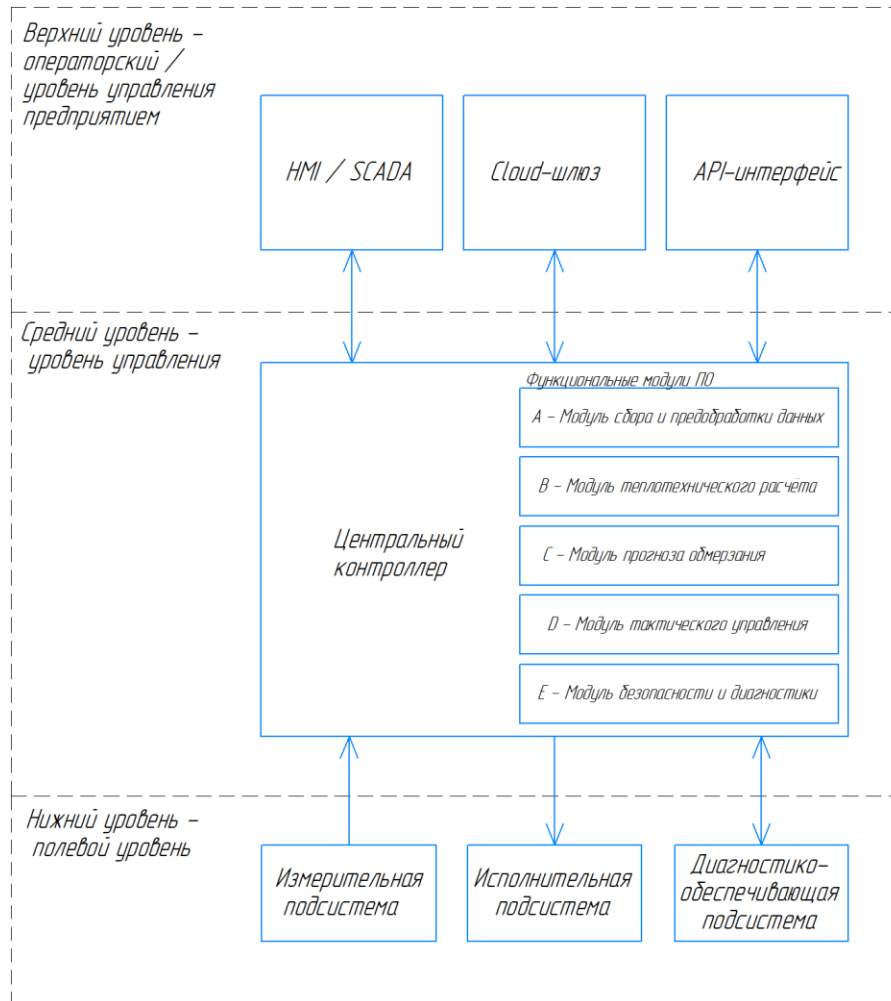 Верхний уровень –
операторский /
уровень управления
предприятием
HMI / SCADA
Cloud-шлюз
API-интерфейс
Средний уровень –
уровень управления
Функциональные модули ПО
A – Модуль сбора и предобработки данных
B – Модуль теплотехнического расчёта
C – Модуль прогноза обмерзания
D – Модуль тактического управления
E – Модуль безопасности и диагностики
Центральный
контроллер
Нижний уровень –
полевой уровень
Измерительная
подсистема
Исполнительная
подсистема
Диагностико-
обеспечивающая
подсистема